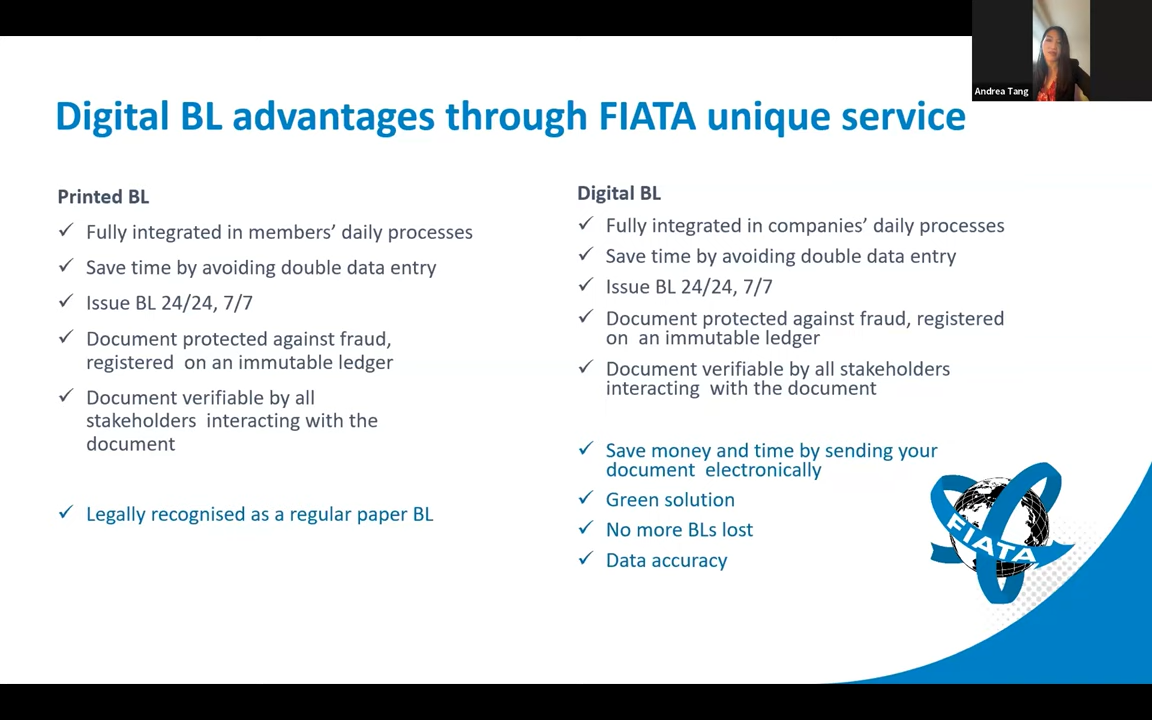 Andrea Tang
Digital BL advantages through FIATA unique service
Printed BL
✓ Fully integrated in members’ daily processes
✓ Save time by avoiding double data entry
✓ Issue BL 24/24, 7/7
✓ Document protected against fraud,
registered on an immutable ledger
✓ Document verifiable by all
stakeholders interacting with the
document
✓ Legally recognised as a regular paper BL
Digital BL
✓ Fully integrated in companies’ daily processes
✓ Save time by avoiding double data entry
✓ Issue BL 24/24, 7/7
✓ Document protected against fraud, registered
on an immutable ledger
✓ Document verifiable by all stakeholders
interacting with the document
✓ Save money and time by sending your
document electronically
✓ Green solution
✓ No more BLs lost
✓ Data accuracy
FIATA